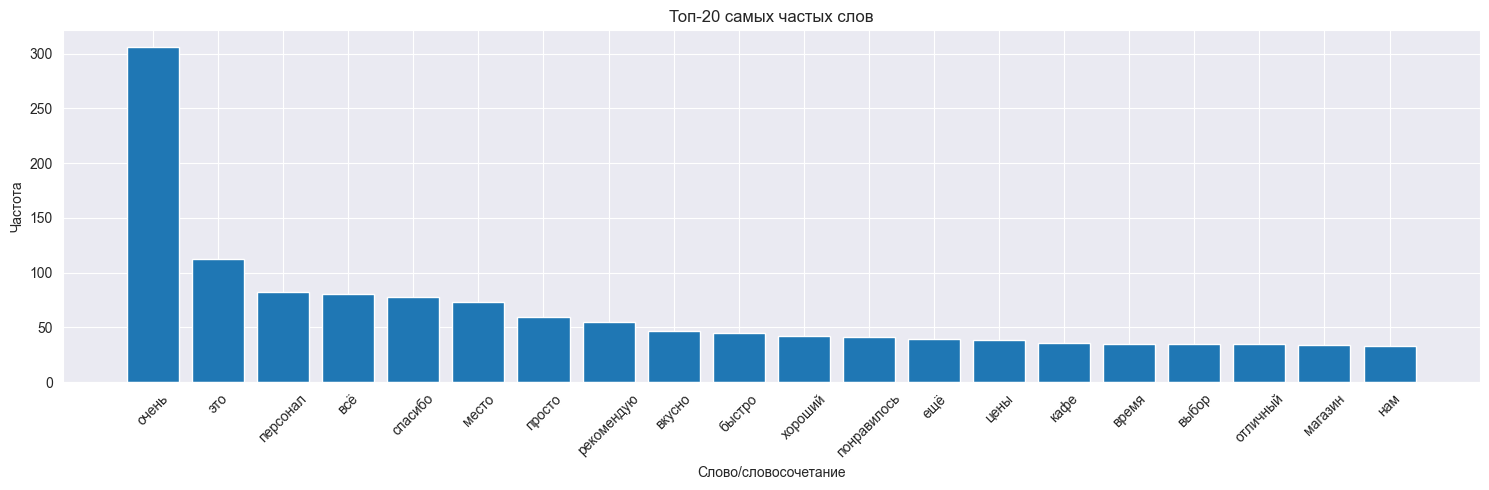 Топ-20 самых частых слов
Частота
300
250
200
150
100
50
0
очень
это
персонал
всё
спасибо
место
просто
рекомендую
вкусно
быстро
хороший
понравилось
ещё
цены
кафе
время
выбор
отличный
магазин
нам
Слово/словосочетание